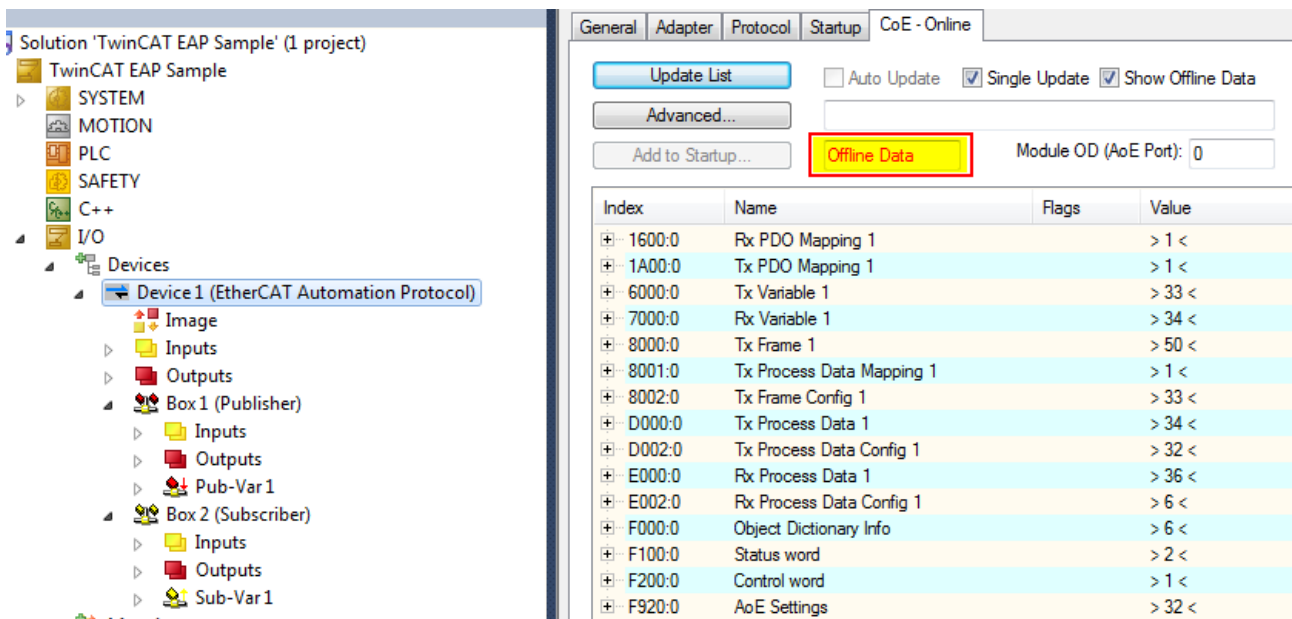 Solution 'TwinCAT EAP Sample' (1 project)
TwinCAT EAP Sample
SYSTEM
MOTION
PLC
SAFETY
C++
I/O
Devices
Device 1 (EtherCAT Automation Protocol)
Image
Inputs
Outputs
Box 1 (Publisher)
Inputs
Outputs
Pub-Var 1
Box 2 (Subscriber)
Inputs
Outputs
Sub-Var 1
General Adapter Protocol Startup CoE - Online
Update List Auto Update Single Update Show Offline Data
Advanced...
Add to Startup... Offline Data Module OD (AoE Port): 0
Index Name Flags Value
1600:0 Rx PDO Mapping 1 > 1 <
1A00:0 Tx PDO Mapping 1 > 1 <
6000:0 Tx Variable 1 > 33 <
7000:0 Rx Variable 1 > 34 <
8000:0 Tx Frame 1 > 50 <
8001:0 Tx Process Data Mapping 1 > 1 <
8002:0 Tx Frame Config 1 > 33 <
D000:0 Tx Process Data 1 > 34 <
D002:0 Tx Process Data Config 1 > 32 <
E000:0 Rx Process Data 1 > 36 <
E002:0 Rx Process Data Config 1 > 6 <
F000:0 Object Dictionary Info > 6 <
F100:0 Status word > 2 <
F200:0 Control word > 1 <
F920:0 AoE Settings > 32 <